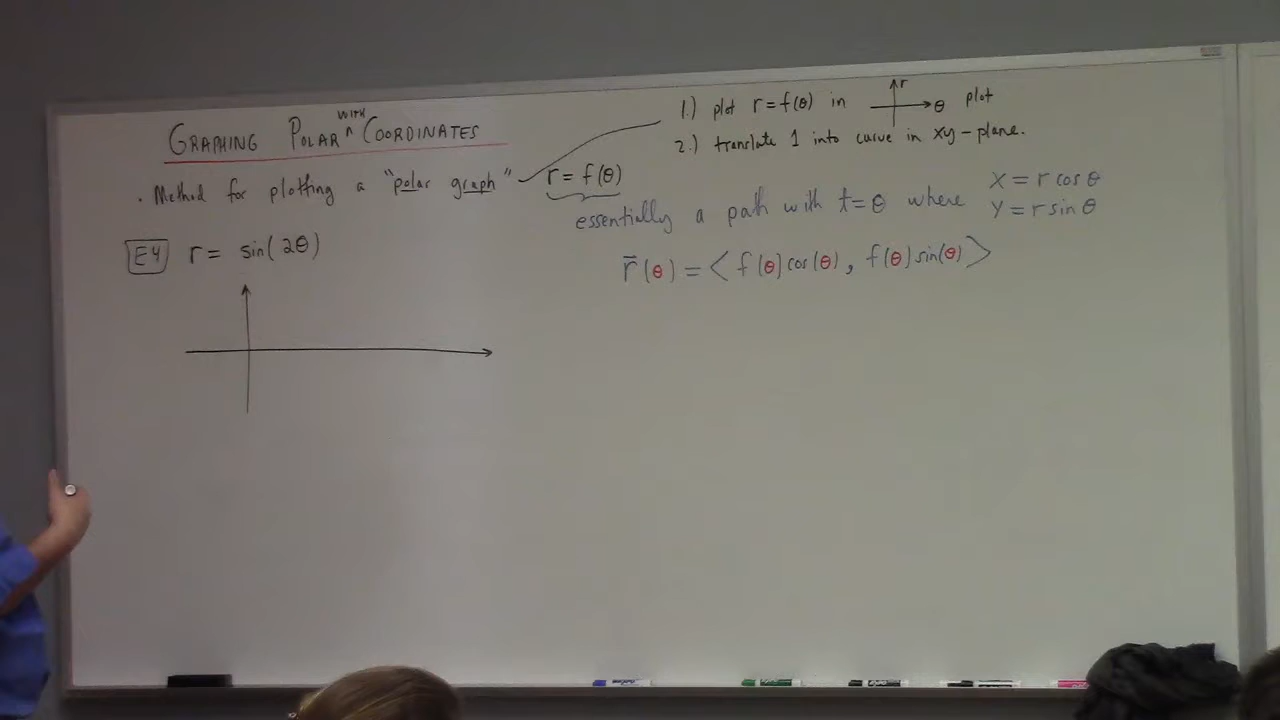 GRAPHING POLAR ^WITH COORDINATES
• Method for plotting a "polar graph" r = f(θ)
1.) plot r = f(θ) in r θ plot
2.) translate 1 into curve in xy-plane.
essentially a path with t = θ where x = r cos θ
y = r sin θ
r⃗(θ) = ⟨ f(θ) cos(θ), f(θ) sin(θ) ⟩
E4 r = sin(2θ)